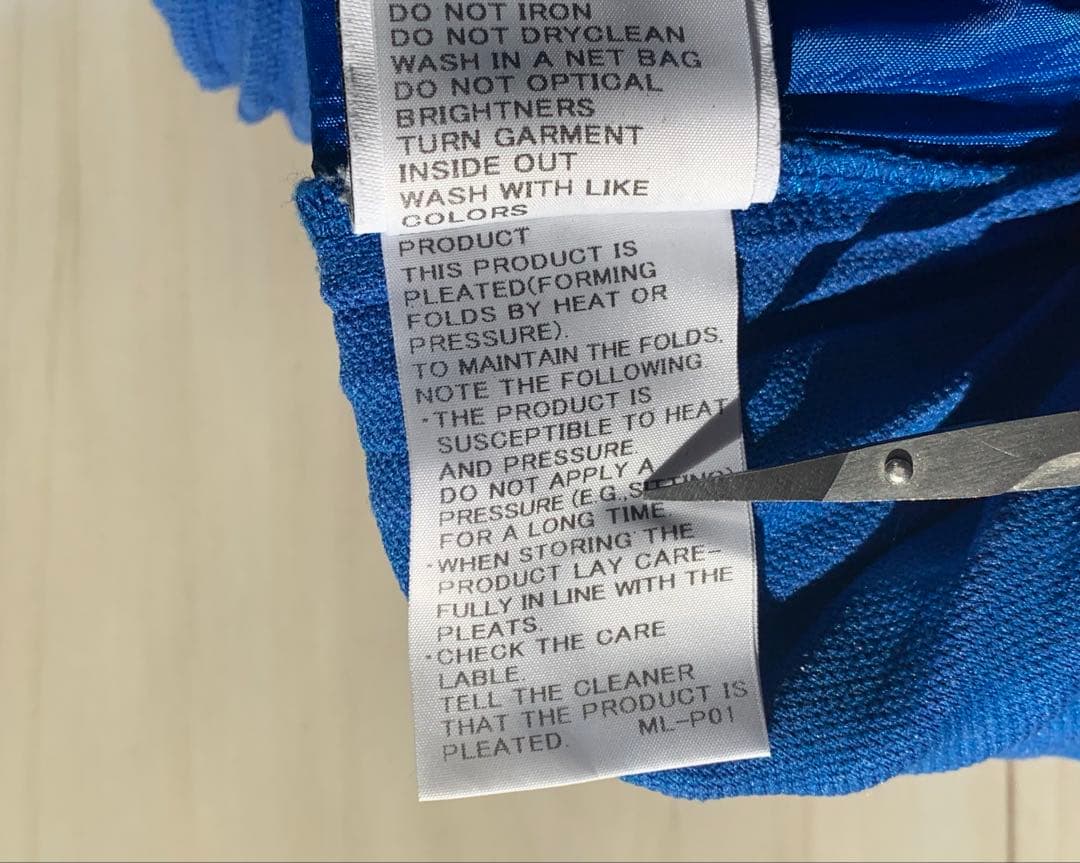 DO NOT IRON
DO NOT DRYCLEAN
WASH IN A NET BAG
DO NOT OPTICAL
BRIGHTNERS
TURN GARMENT
INSIDE OUT
WASH WITH LIKE
COLORS
PRODUCT
THIS PRODUCT IS
PLEATED(FORMING
FOLDS BY HEAT OR
PRESSURE).
TO MAINTAIN THE FOLDS.
NOTE THE FOLLOWING
·THE PRODUCT IS
SUSCEPTIBLE TO HEAT
AND PRESSURE.
DO NOT APPLY A
PRESSURE (E.G.,
FOR A LONG TIME.
·WHEN STORING THE
PRODUCT LAY CARE-
FULLY IN LINE WITH THE
PLEATS.
·CHECK THE CARE
LABLE.
TELL THE CLEANER
THAT THE PRODUCT IS
PLEATED. ML-P01